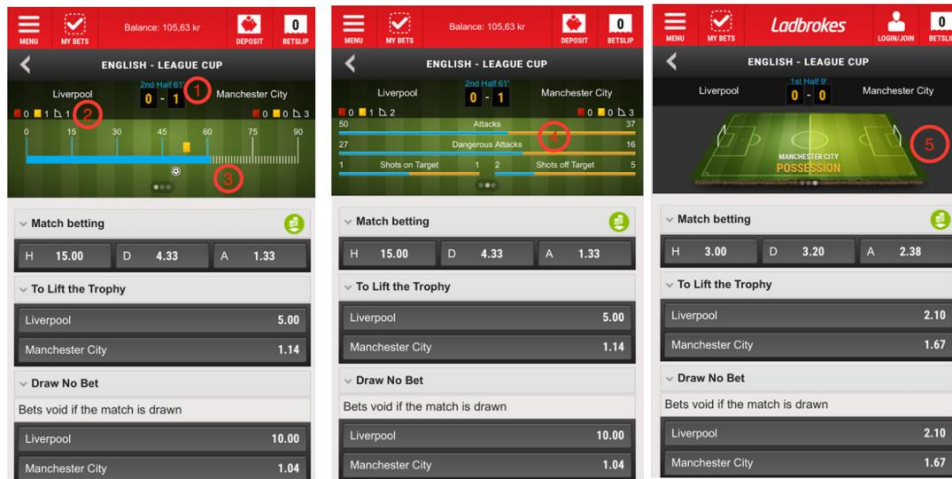 MENU
MY BETS
Balance: 105,63 kr
DEPOSIT
0
BETSLIP
ENGLISH - LEAGUE CUP
2nd Half 61'
Liverpool
0 - 1
Manchester City
1
0 1 1
2
0 0 3
0 15 30 45 60 75 90
3
Match betting
H 15.00 D 4.33 A 1.33
To Lift the Trophy
Liverpool 5.00
Manchester City 1.14
Draw No Bet
Bets void if the match is drawn
Liverpool 10.00
Manchester City 1.04
MENU
MY BETS
Balance: 105,63 kr
DEPOSIT
0
BETSLIP
ENGLISH - LEAGUE CUP
2nd Half 61'
Liverpool
0 - 1
Manchester City
0 1 2
0 0 3
50 Attacks 37
4
27 Dangerous Attacks 16
1 Shots on Target 1 2 Shots off Target 5
Match betting
H 15.00 D 4.33 A 1.33
To Lift the Trophy
Liverpool 5.00
Manchester City 1.14
Draw No Bet
Bets void if the match is drawn
Liverpool 10.00
Manchester City 1.04
MENU
MY BETS
Ladbrokes
LOGIN/JOIN
0
ENGLISH - LEAGUE CUP
1st Half 9'
Liverpool
0 - 0
Manchester City
5
MANCHESTER CITY
POSSESSION
Match betting
H 3.00 D 3.20 A 2.38
To Lift the Trophy
Liverpool 2.10
Manchester City 1.67
Draw No Bet
Bets void if the match is drawn
Liverpool 2.10
Manchester City 1.67